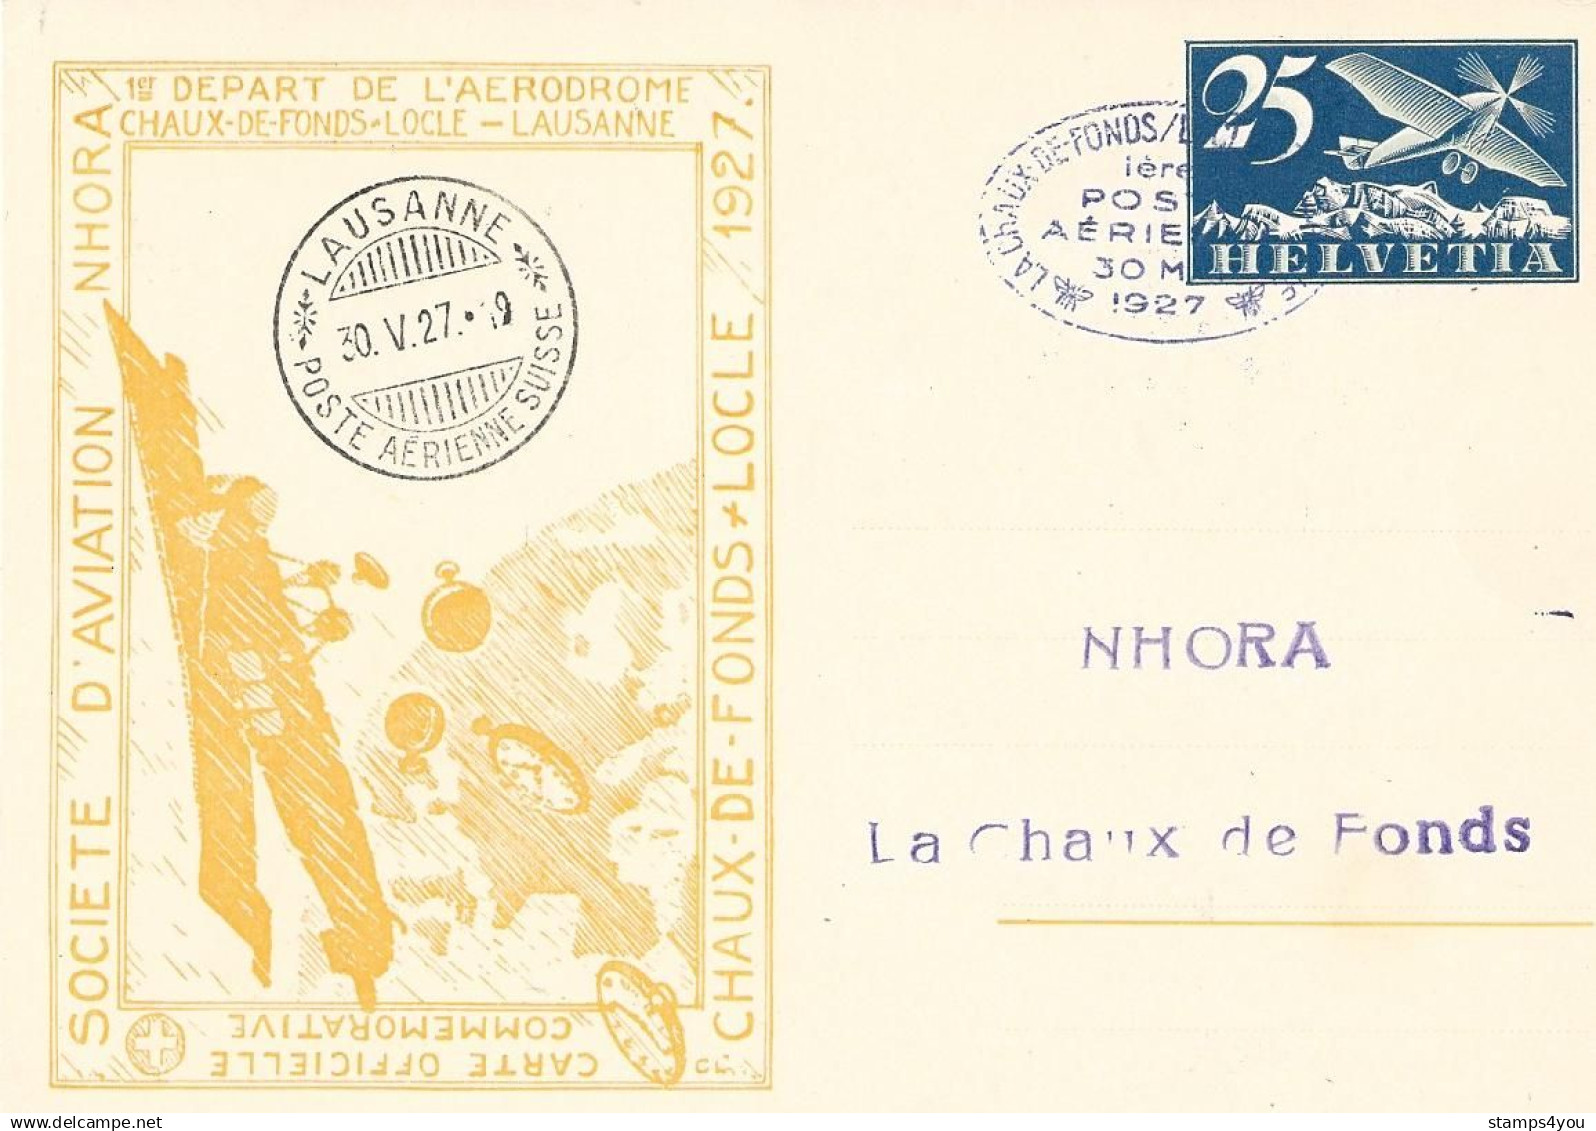 1er DEPART DE L'AERODROME
CHAUX-DE-FONDS-LOCLE — LAUSANNE
SOCIETE D'AVIATION NHORA
CHAUX-DE-FONDS + LOCLE / 1927.
CARTE OFFICIELLE
COMMEMORATIVE
LAUSANNE
30.V.27.
POSTE AÉRIENNE SUISSE
25
HELVETIA
LA CHAUX-DE-FONDS/
ière
POS
AÉRIE
30 M
1927
NHORA
La Chaux de Fonds
stamps4you